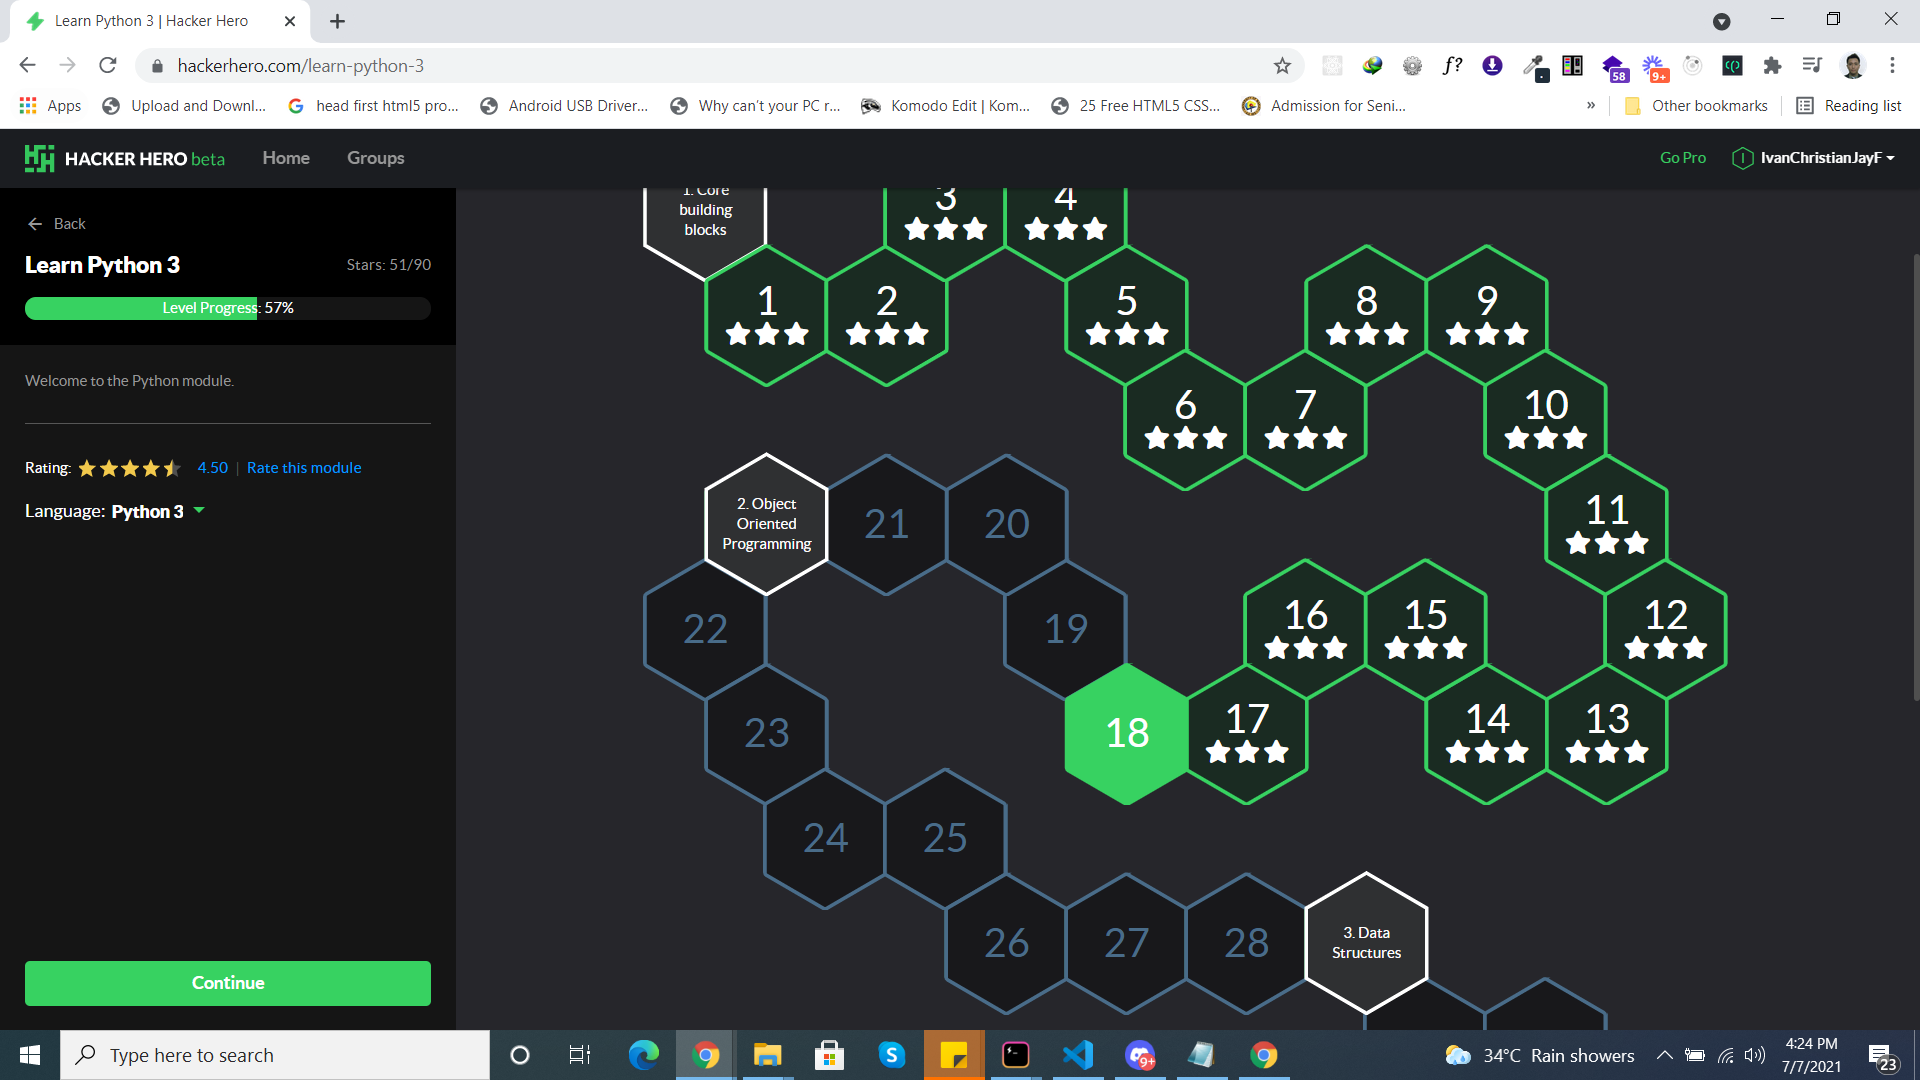 Learn Python 3 | Hacker Hero
hackerhero.com/learn-python-3
f?
58
9+
Apps
Upload and Downl...
head first html5 pro...
Android USB Driver...
Why can't your PC r...
Komodo Edit | Kom...
25 Free HTML5 CSS...
Admission for Seni...
»
Other bookmarks
Reading list
HACKER HERO beta
Home
Groups
Go Pro
I
IvanChristianJayF
Back
Learn Python 3
Stars: 51/90
Level Progress: 57%
Welcome to the Python module.
Rating:
4.50 | Rate this module
Language: Python 3
Continue
1. Core
building
blocks
3
4
1
2
5
8
9
6
7
10
2. Object
Oriented
Programming
21
20
11
22
19
16
15
12
23
18
17
14
13
24
25
26
27
28
3. Data
Structures
Type here to search
9+
34°C Rain showers
4:24 PM
7/7/2021
23